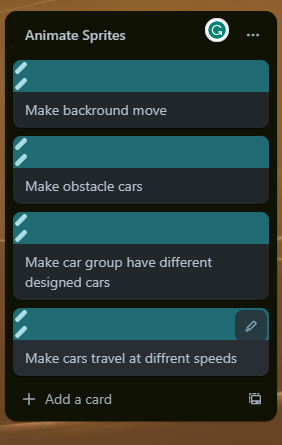 Animate Sprites
Make backround move
Make obstacle cars
Make car group have different
designed cars
Make cars travel at diffrent speeds
Add a card